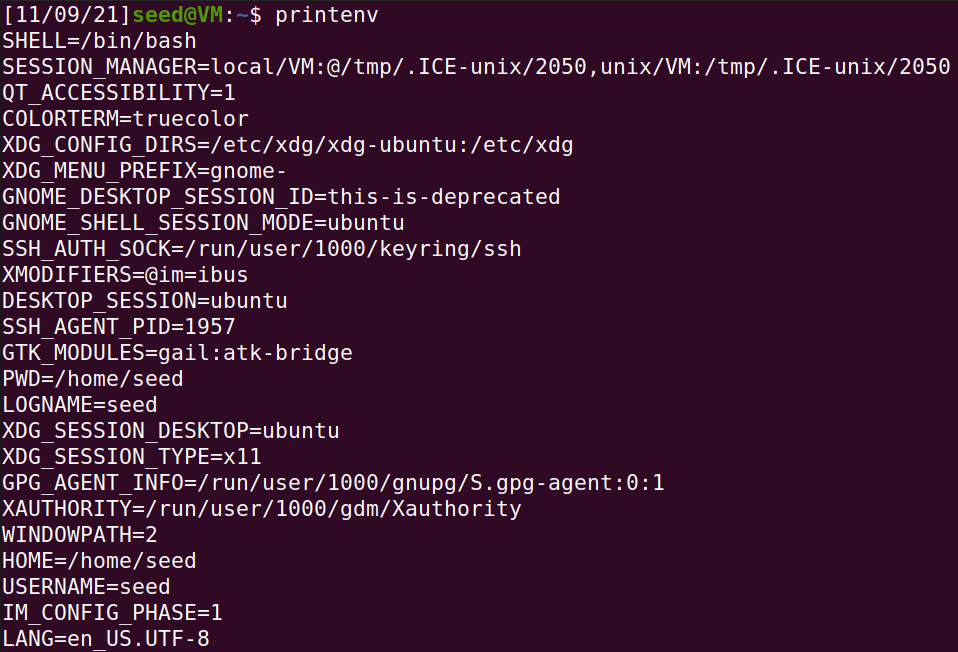 [11/09/21]seed@VM:~$ printenv
SHELL=/bin/bash
SESSION_MANAGER=local/VM:@/tmp/.ICE-unix/2050,unix/VM:/tmp/.ICE-unix/2050
QT_ACCESSIBILITY=1
COLORTERM=truecolor
XDG_CONFIG_DIRS=/etc/xdg/xdg-ubuntu:/etc/xdg
XDG_MENU_PREFIX=gnome-
GNOME_DESKTOP_SESSION_ID=this-is-deprecated
GNOME_SHELL_SESSION_MODE=ubuntu
SSH_AUTH_SOCK=/run/user/1000/keyring/ssh
XMODIFIERS=@im=ibus
DESKTOP_SESSION=ubuntu
SSH_AGENT_PID=1957
GTK_MODULES=gail:atk-bridge
PWD=/home/seed
LOGNAME=seed
XDG_SESSION_DESKTOP=ubuntu
XDG_SESSION_TYPE=x11
GPG_AGENT_INFO=/run/user/1000/gnupg/S.gpg-agent:0:1
XAUTHORITY=/run/user/1000/gdm/Xauthority
WINDOWPATH=2
HOME=/home/seed
USERNAME=seed
IM_CONFIG_PHASE=1
LANG=en_US.UTF-8